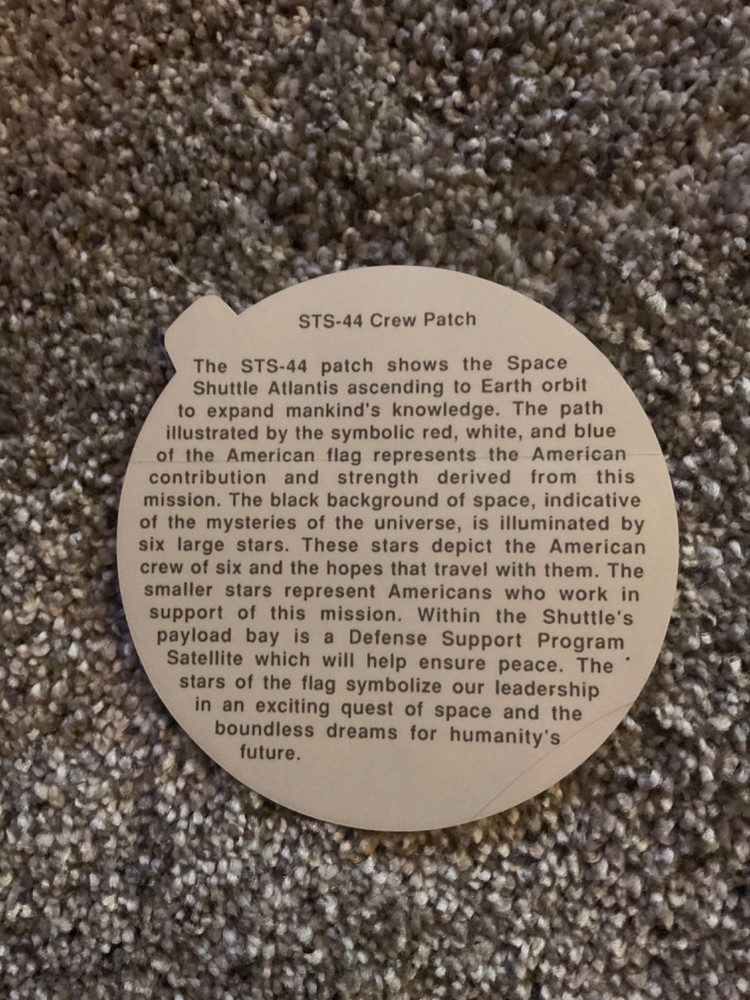 STS-44 Crew Patch
The STS-44 patch shows the Space
Shuttle Atlantis ascending to Earth orbit
to expand mankind's knowledge. The path
illustrated by the symbolic red, white, and blue
of the American flag represents the American
contribution and strength derived from this
mission. The black background of space, indicative
of the mysteries of the universe, is illuminated by
six large stars. These stars depict the American
crew of six and the hopes that travel with them. The
smaller stars represent Americans who work in
support of this mission. Within the Shuttle's
payload bay is a Defense Support Program
Satellite which will help ensure peace. The
stars of the flag symbolize our leadership
in an exciting quest of space and the
boundless dreams for humanity's
future.